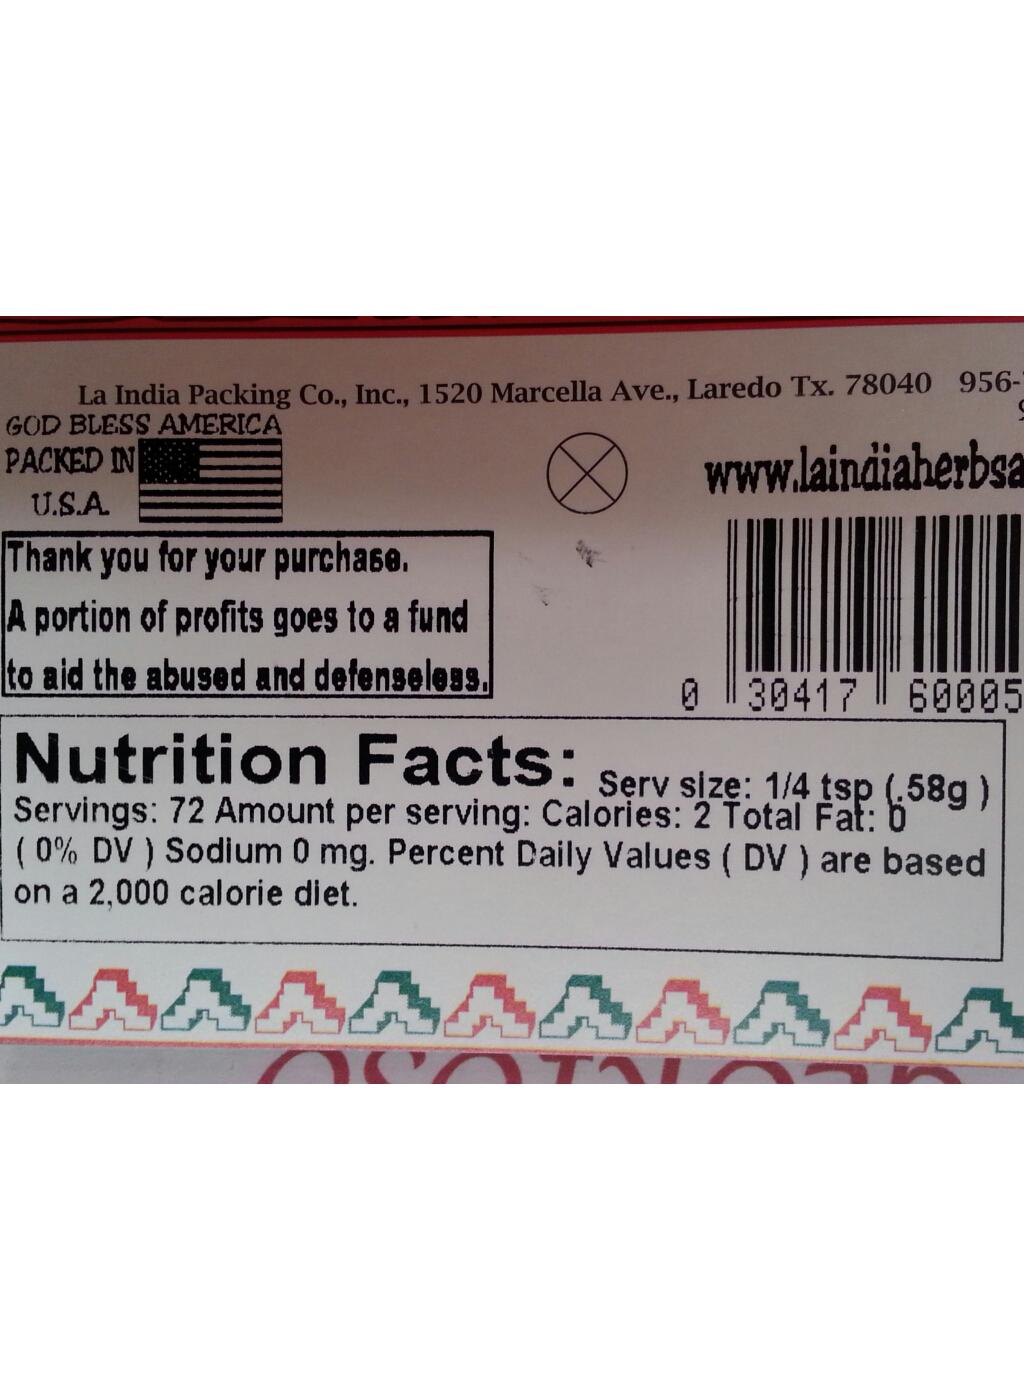 La India Packing Co., Inc., 1520 Marcella Ave., Laredo Tx. 78040 956-
GOD BLESS AMERICA
PACKED IN
U.S.A.
www.laindiaherbsa
Thank you for your purchase.
A portion of profits goes to a fund
to aid the abused and defenseless.
0 30417 60005
Nutrition Facts: Serv size: 1/4 tsp (.58g )
Servings: 72 Amount per serving: Calories: 2 Total Fat: 0
( 0% DV ) Sodium 0 mg. Percent Daily Values ( DV ) are based
on a 2,000 calorie diet.